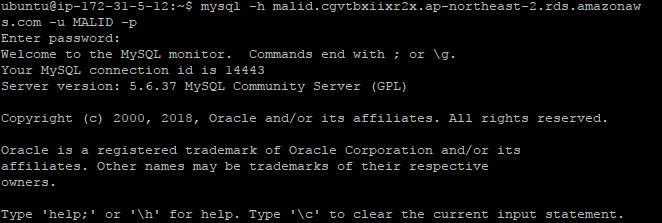 ubuntu@ip-172-31-5-12:~$ mysql -h malid.cgvtbxiixr2x.ap-northeast-2.rds.amazonaw
s.com -u MALID -p
Enter password:
Welcome to the MySQL monitor.  Commands end with ; or \g.
Your MySQL connection id is 14443
Server version: 5.6.37 MySQL Community Server (GPL)
Copyright (c) 2000, 2018, Oracle and/or its affiliates. All rights reserved.
Oracle is a registered trademark of Oracle Corporation and/or its
affiliates. Other names may be trademarks of their respective
owners.
Type 'help;' or '\h' for help. Type '\c' to clear the current input statement.